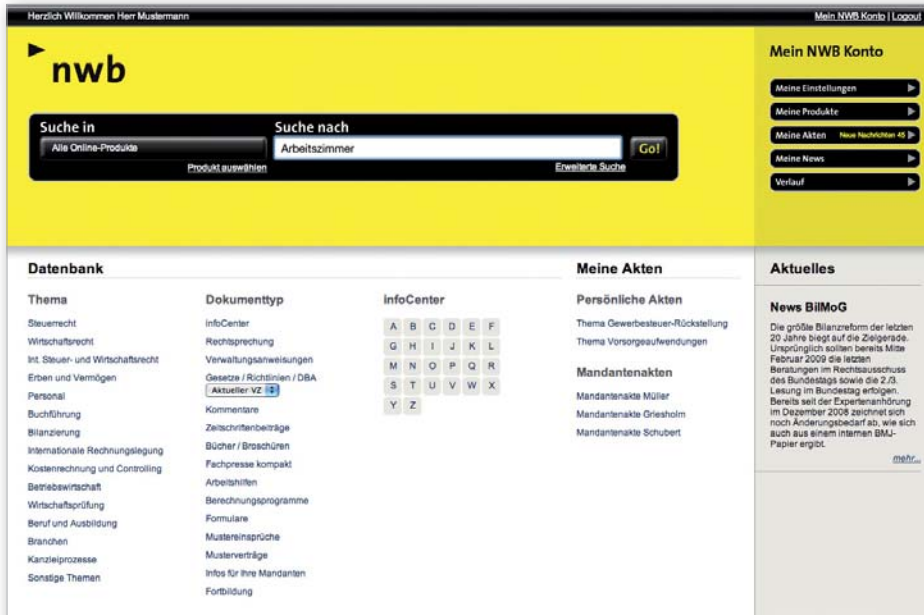 Herzlich Willkommen Herr Mustermann
Mein NWB Konto | Logout
nwb
Suche in
Suche nach
Alle Online-Produkte
Arbeitszimmer
Go!
Produkt auswählen
Erweiterte Suche
Mein NWB Konto
Meine Einstellungen
Meine Produkte
Meine Akten Neue Nachrichten 45
Meine News
Verlauf
Datenbank
Thema
Steuerrecht
Wirtschaftsrecht
Int. Steuer- und Wirtschaftsrecht
Erben und Vermögen
Personal
Buchführung
Bilanzierung
Internationale Rechnungslegung
Kostenrechnung und Controlling
Betriebswirtschaft
Wirtschaftsprüfung
Beruf und Ausbildung
Branchen
Kanzleiprozesse
Sonstige Themen
Dokumenttyp
infoCenter
Rechtsprechung
Verwaltungsanweisungen
Gesetze / Richtlinien / DBA
Aktueller VZ
Kommentare
Zeitschriftenbeiträge
Bücher / Broschüren
Fachpresse kompakt
Arbeitshilfen
Berechnungsprogramme
Formulare
Mustereinsprüche
Musterverträge
Infos für Ihre Mandanten
Fortbildung
infoCenter
A B C D E F
G H I J K L
M N O P Q R
S T U V W X
Y Z
Meine Akten
Persönliche Akten
Thema Gewerbesteuer-Rückstellung
Thema Vorsorgeaufwendungen
Mandantenakten
Mandantenakte Müller
Mandantenakte Griesholm
Mandantenakte Schubert
Aktuelles
News BilMoG
Die größte Bilanzreform der letzten
20 Jahre biegt auf die Zielgerade.
Ursprünglich sollten bereits Mitte
Februar 2009 die letzten
Beratungen im Rechtsausschuss
des Bundestags sowie die 2./3.
Lesung im Bundestag erfolgen.
Bereits seit der Expertenanhörung
im Dezember 2008 zeichnet sich
noch Änderungsbedarf ab, wie sich
auch aus einem internen BMJ-
Papier ergibt.
mehr...